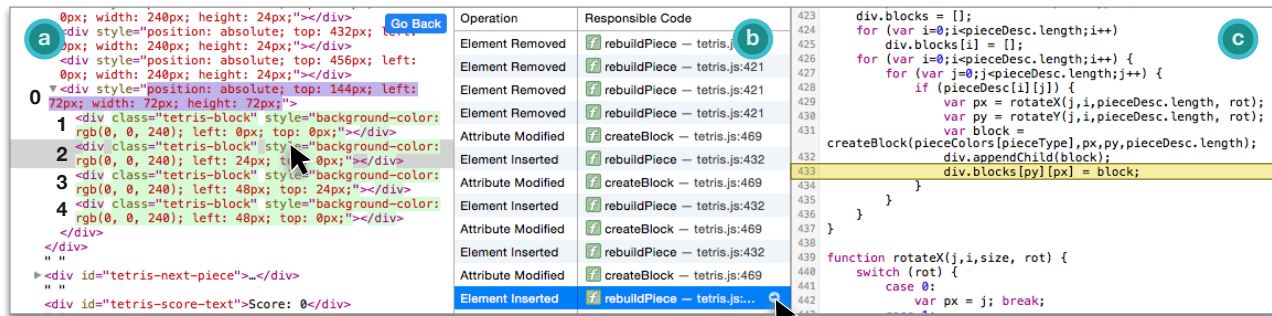 0px; width: 240px; height: 24px;"></div>
<div style="position: absolute; top: 432px; left:
0px; width: 240px; height: 24px;"></div>
<div style="position: absolute; top: 456px; left:
0px; width: 240px; height: 24px;"></div>
▼<div style="position: absolute; top: 144px; left:
72px; width: 72px; height: 72px;">
<div class="tetris-block" style="background-color:
rgb(0, 0, 240); left: 0px; top: 0px;"></div>
<div class="tetris-block" style="background-color:
rgb(0, 0, 240); left: 24px; top: 0px;"></div>
<div class="tetris-block" style="background-color:
rgb(0, 0, 240); left: 48px; top: 24px;"></div>
<div class="tetris-block" style="background-color:
rgb(0, 0, 240); left: 48px; top: 0px;"></div>
</div>
</div>
" "
▶<div id="tetris-next-piece">…</div>
" "
<div id="tetris-score-text">Score: 0</div>
Go Back
a
0
1
2
3
4
Operation Responsible Code
b
Element Removed f rebuildPiece — tetris.j
Element Removed f rebuildPiece — tetris.js:421
Element Removed f rebuildPiece — tetris.js:421
Element Removed f rebuildPiece — tetris.js:421
Attribute Modified f createBlock — tetris.js:469
Element Inserted f rebuildPiece — tetris.js:432
Attribute Modified f createBlock — tetris.js:469
Element Inserted f rebuildPiece — tetris.js:432
Attribute Modified f createBlock — tetris.js:469
Element Inserted f rebuildPiece — tetris.js:432
Attribute Modified f createBlock — tetris.js:469
Element Inserted f rebuildPiece — tetris.js:...
c
423 div.blocks = [];
424 for (var i=0;i<pieceDesc.length;i++)
425 div.blocks[i] = [];
426 for (var i=0;i<pieceDesc.length;i++) {
427 for (var j=0;j<pieceDesc.length;j++) {
428 if (pieceDesc[i][j]) {
429 var px = rotateX(j,i,pieceDesc.length, rot);
430 var py = rotateY(j,i,pieceDesc.length, rot);
431 var block =
createBlock(pieceColors[pieceType],px,py,pieceDesc.length);
432 div.appendChild(block);
433 div.blocks[py][px] = block;
434 }
435 }
436 }
437 }
438
439 function rotateX(j,i,size, rot) {
440 switch (rot) {
441 case 0:
442 var px = j; break;